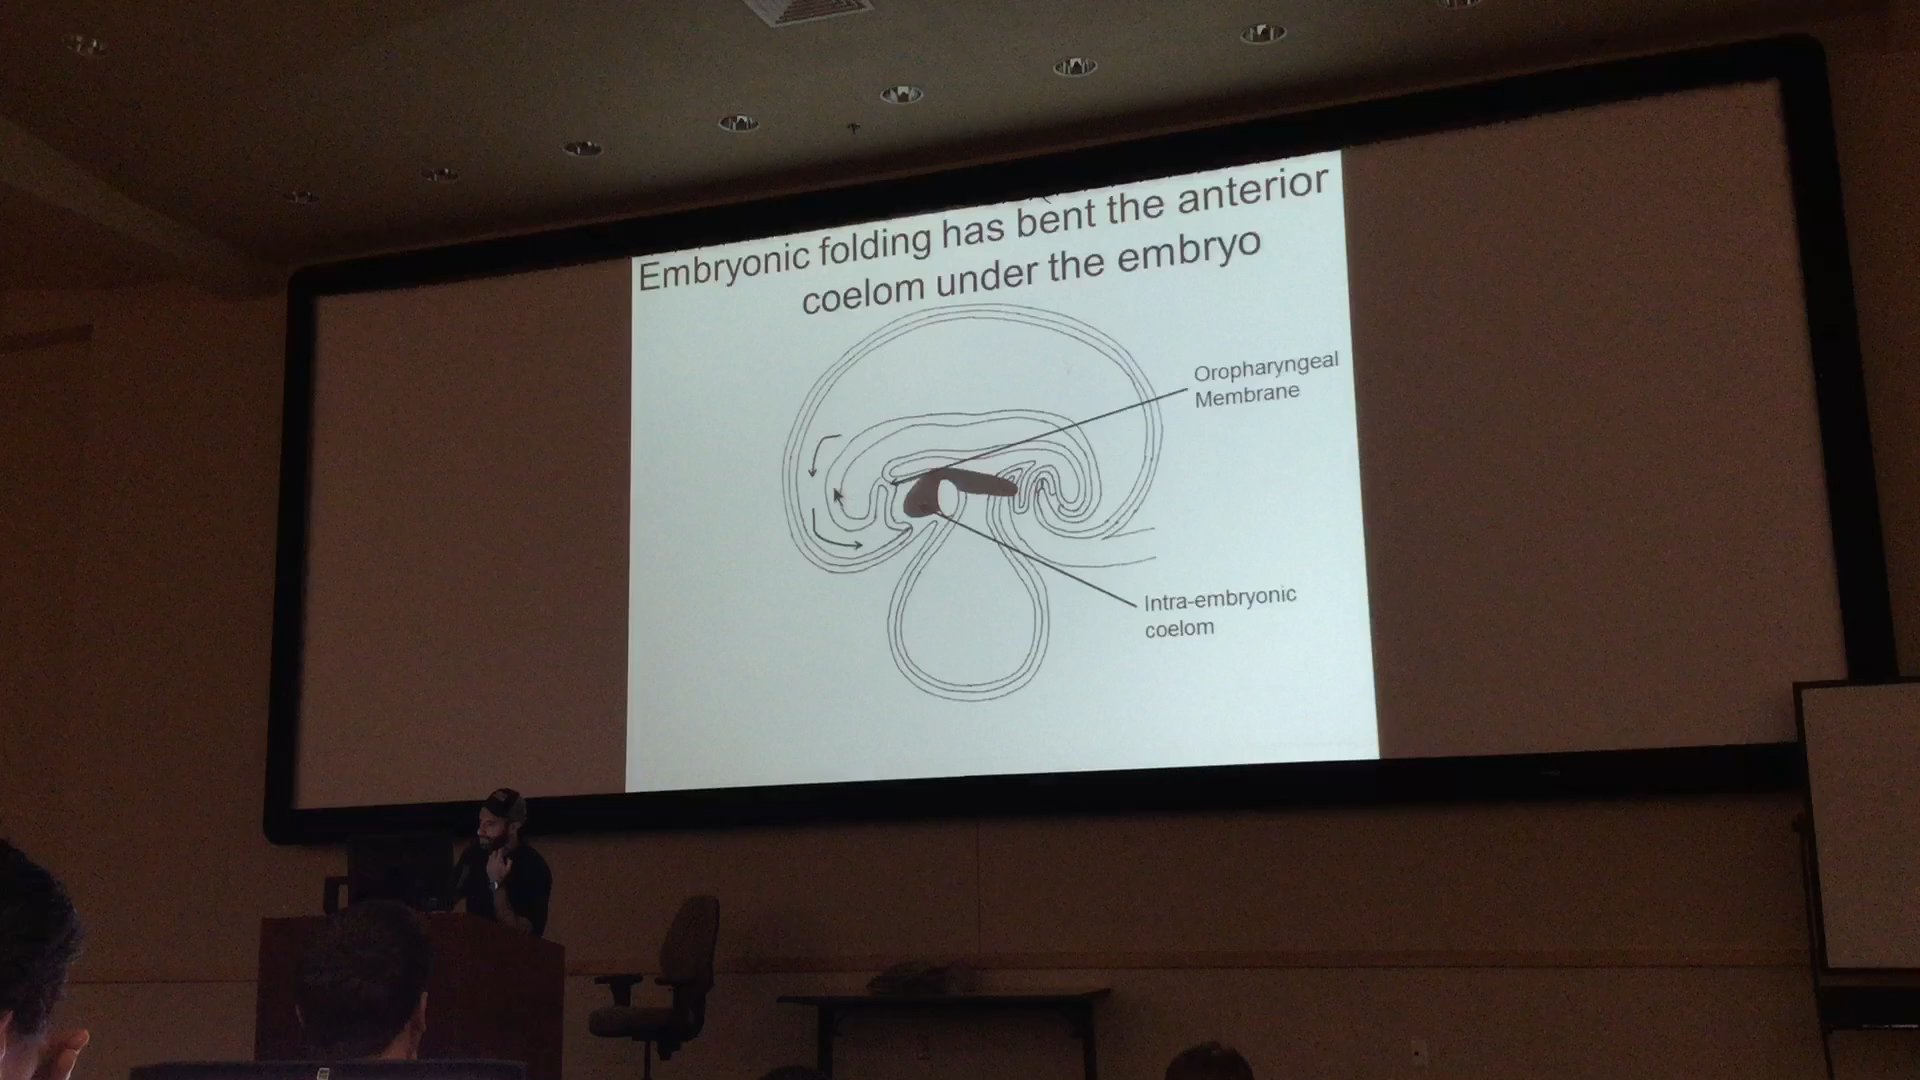 Embryonic folding has bent the anterior
coelom under the embryo
Oropharyngeal
Membrane
Intra-embryonic
coelom